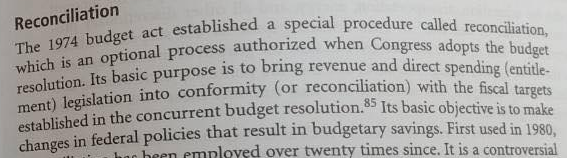 Reconciliation
The 1974 budget act established a special procedure called reconciliation,
which is an optional process authorized when Congress adopts the budget
resolution. Its basic purpose is to bring revenue and direct spending (entitle-
ment) legislation into conformity (or reconciliation) with the fiscal targets
established in the concurrent budget resolution.85 Its basic objective is to make
changes in federal policies that result in budgetary savings. First used in 1980,
been employed over twenty times since. It is a controversial